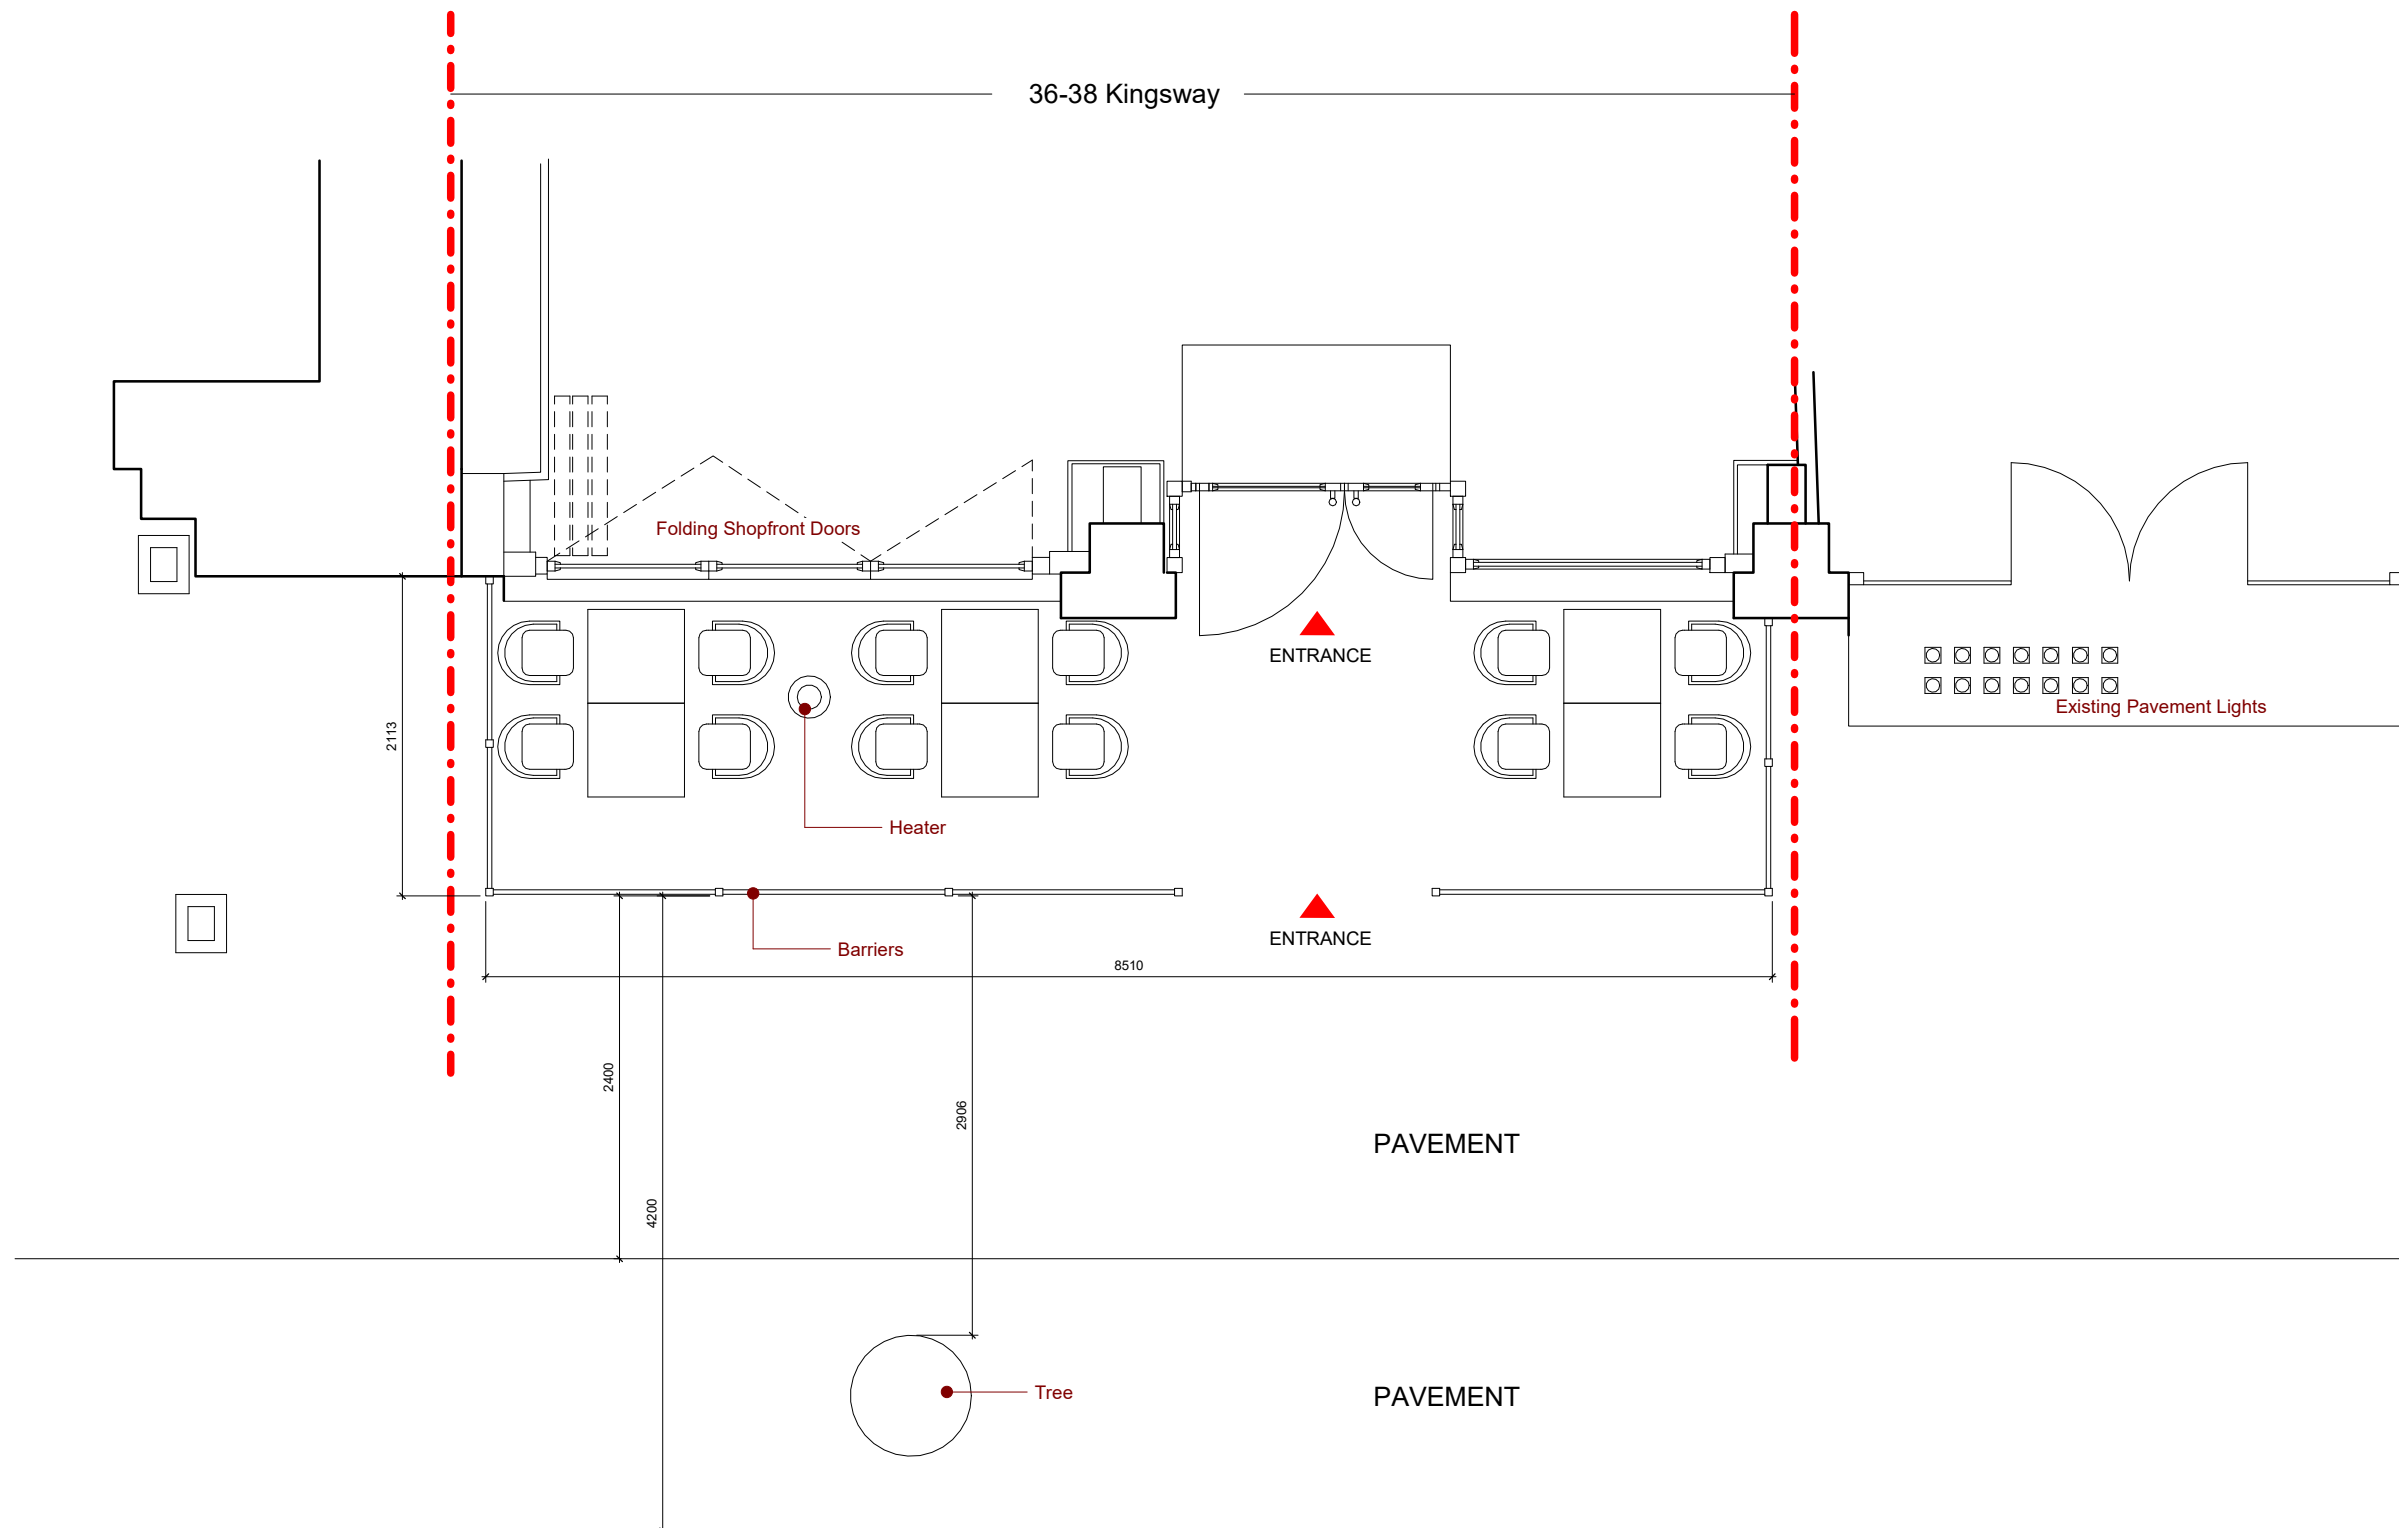 36-38 Kingsway
Folding Shopfront Doors
ENTRANCE
Existing Pavement Lights
2113
Heater
ENTRANCE
Barriers
8510
2400
2906
PAVEMENT
4200
Tree
PAVEMENT